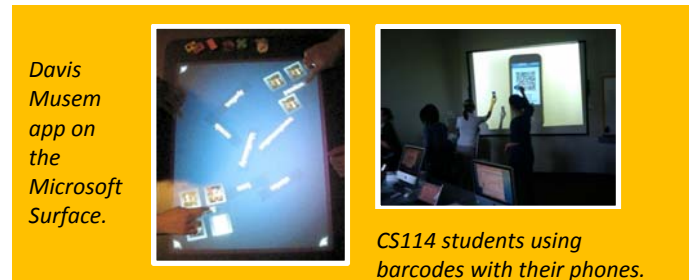 Davis
Musem
app on
the
Microsoft
Surface.
CS114 students using
barcodes with their phones.